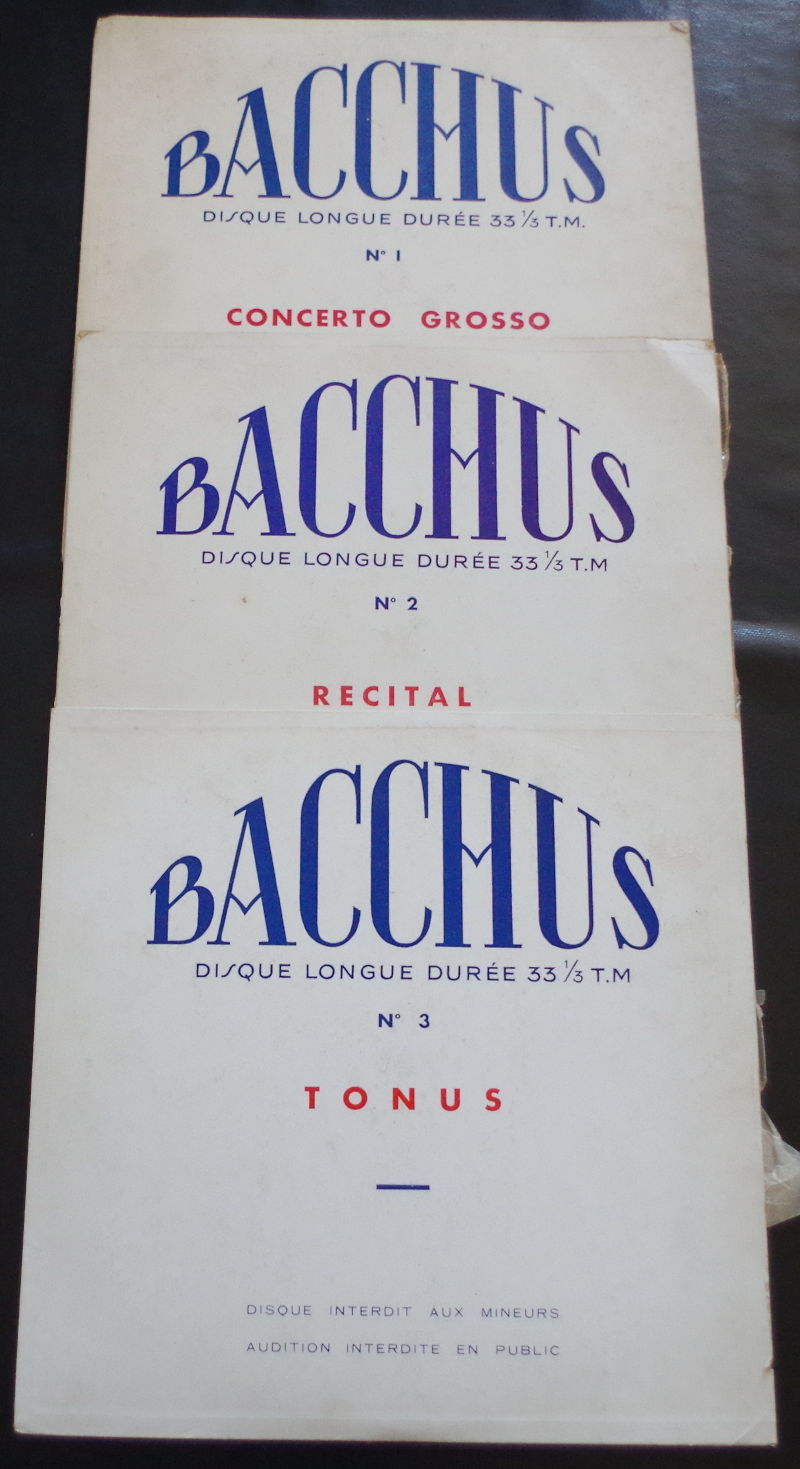 BACCHUS
DISQUE LONGUE DURÉE 33 1/3 T.M.
N° 1
CONCERTO GROSSO
BACCHUS
DISQUE LONGUE DURÉE 33 1/3 T.M
N° 2
RECITAL
BACCHUS
DISQUE LONGUE DURÉE 33 1/3 T.M
N° 3
TONUS
DISQUE INTERDIT AUX MINEURS
AUDITION INTERDITE EN PUBLIC